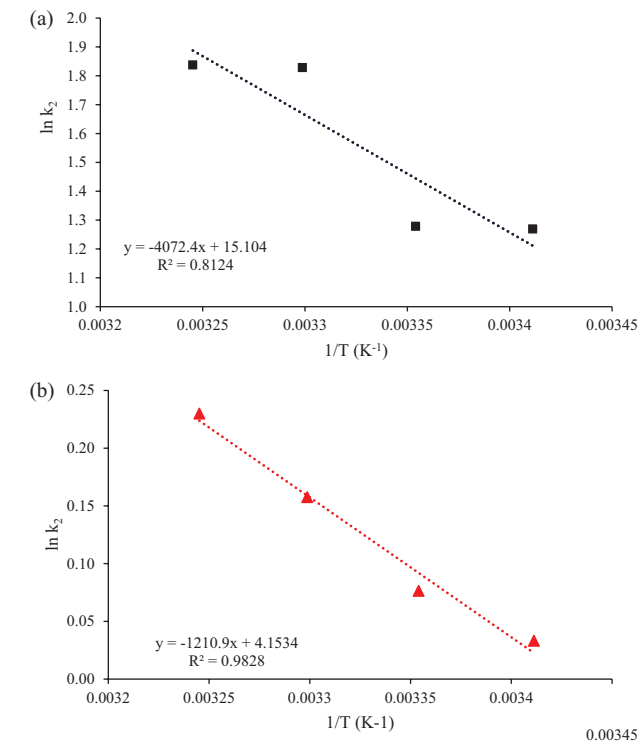 (a)
2.0
1.9
1.8
1.7
1.6
1.5
1.4
1.3
1.2
1.1
1.0
ln k₂
y = -4072.4x + 15.104
R² = 0.8124
0.0032 0.00325 0.0033 0.00335 0.0034 0.00345
1/T (K⁻¹)
(b)
0.25
0.20
0.15
0.10
0.05
0.00
ln k₂
y = -1210.9x + 4.1534
R² = 0.9828
0.0032 0.00325 0.0033 0.00335 0.0034
1/T (K-1)
0.00345